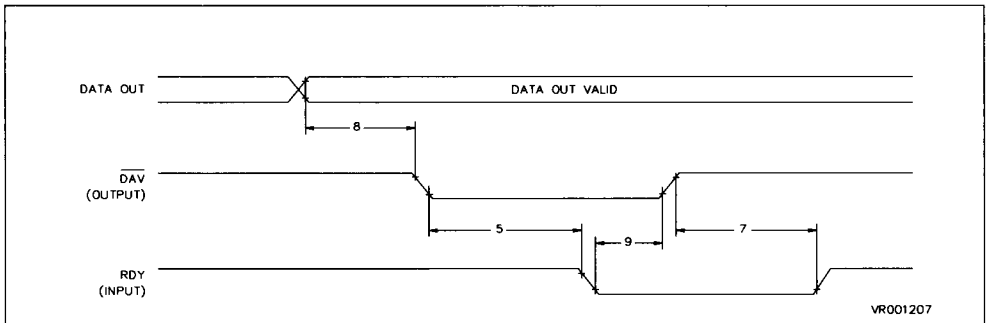 DATA OUT
DATA OUT VALID
8
DAV
(OUTPUT)
5
9
7
RDY
(INPUT)
VR001207